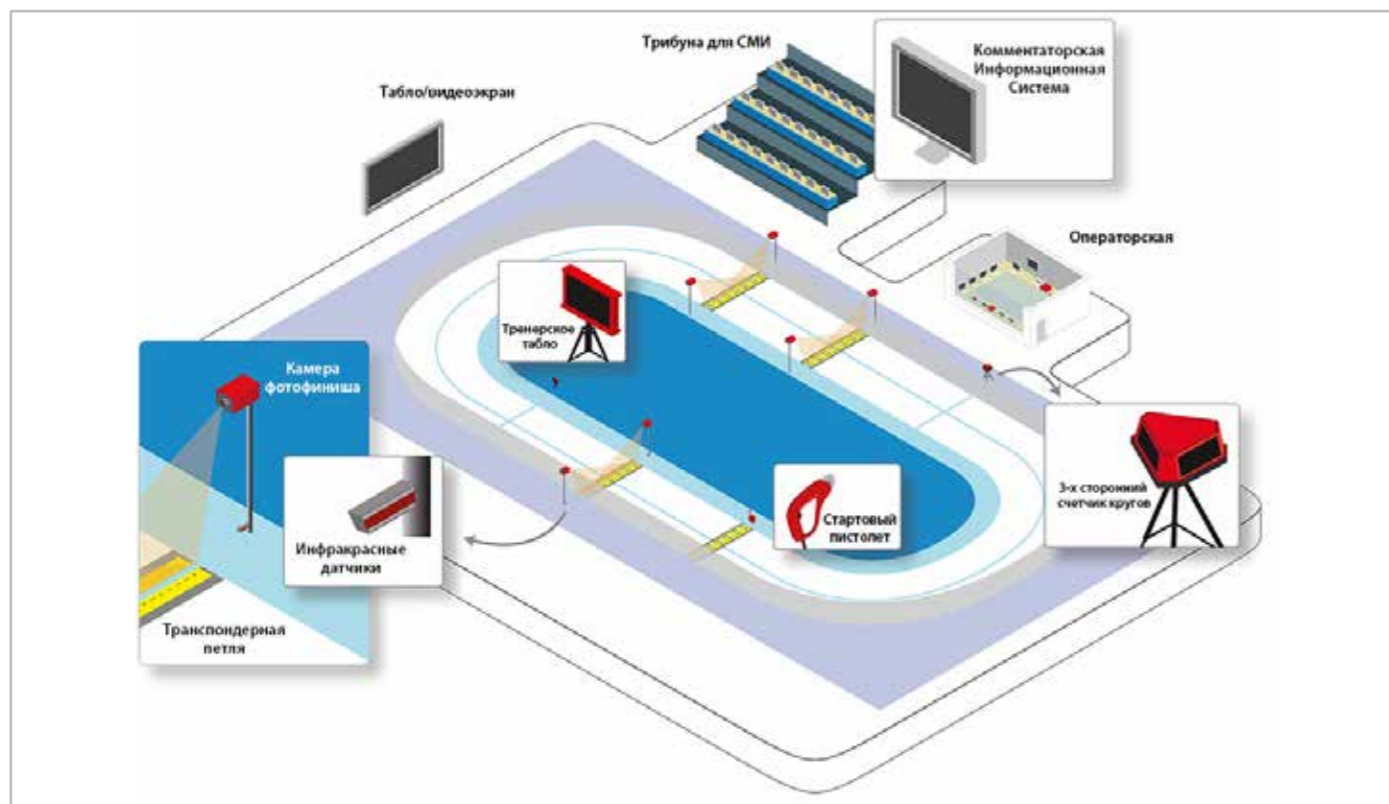 Трибуна для СМИ
Комментаторская
Информационная
Система
Табло/видеоэкран
Операторская
Тренерское
табло
Камера
фотофиниша
3-х сторонний
счетчик кругов
Стартовый
пистолет
Инфракрасные
датчики
Транспондерная
петля